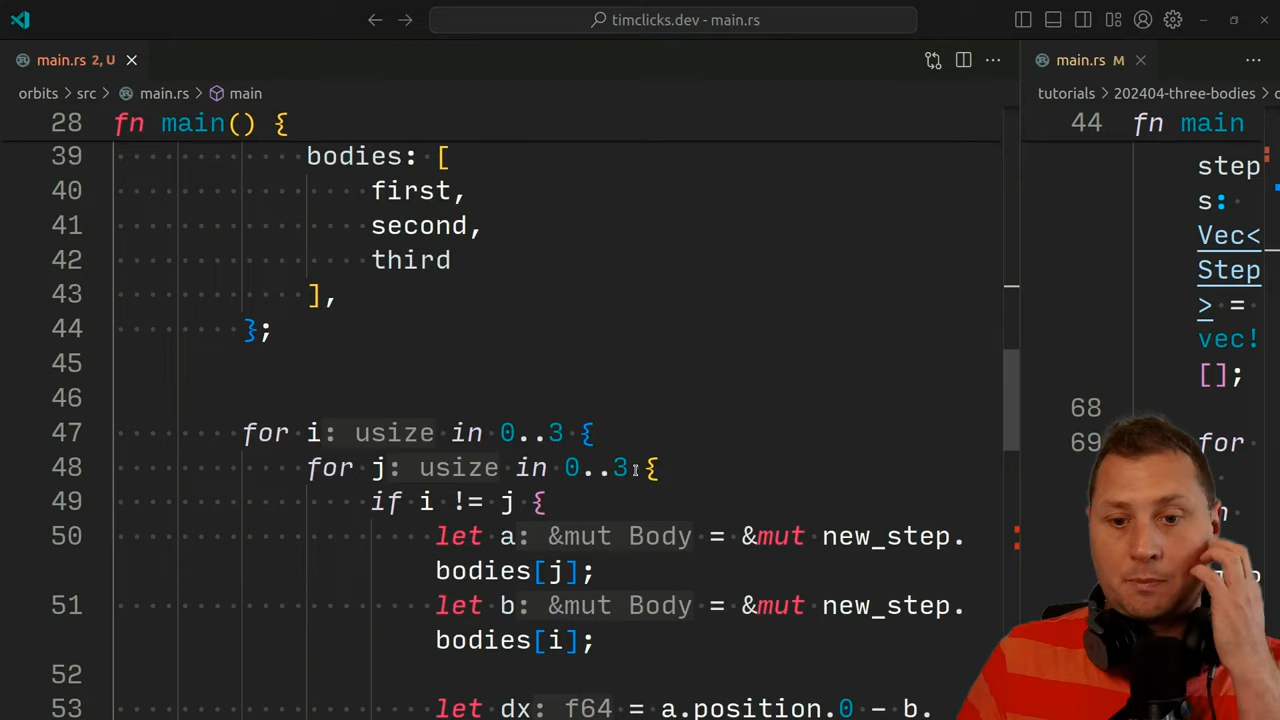 timclicks.dev - main.rs
main.rs 2, U
main.rs M
orbits > src > main.rs > main
tutorials > 202404-three-bodies >
28 fn main() {
39 bodies: [
40 first,
41 second,
42 third
43 ],
44 };
45
46
47 for i: usize in 0..3 {
48 for j: usize in 0..3 {
49 if i != j {
50 let a: &mut Body = &mut new_step.
bodies[j];
51 let b: &mut Body = &mut new_step.
bodies[i];
52
53 let dx: f64 = a.position.0 - b.
44 fn main
step
s:
Vec<
Step
> =
vec!
[];
68
69 for